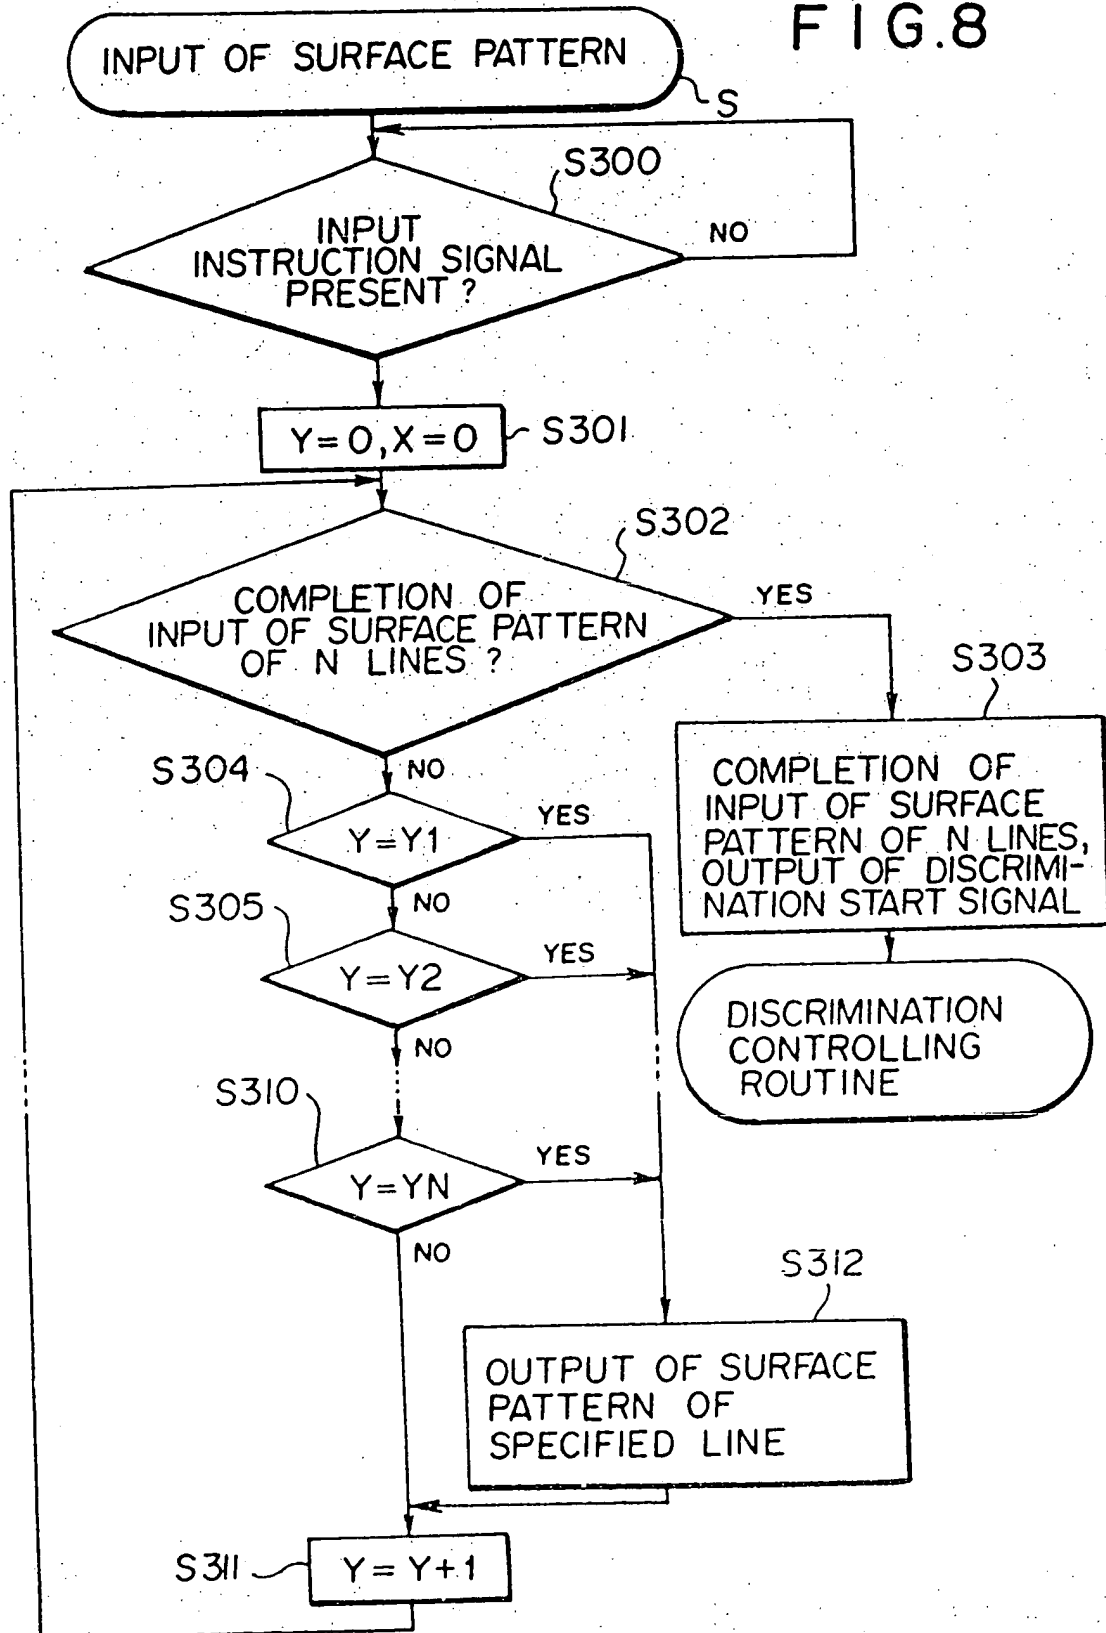 FIG.8
INPUT OF SURFACE PATTERN
S
S300
INPUT
INSTRUCTION SIGNAL
PRESENT ?
NO
Y=0,X=0
S301
S302
COMPLETION OF
INPUT OF SURFACE PATTERN
OF N LINES ?
YES
S303
COMPLETION OF
INPUT OF SURFACE
PATTERN OF N LINES,
OUTPUT OF DISCRIMI-
NATION START SIGNAL
DISCRIMINATION
CONTROLLING
ROUTINE
NO
S304
Y=Y1
YES
NO
S305
Y=Y2
YES
NO
S310
Y=YN
YES
NO
S312
OUTPUT OF SURFACE
PATTERN OF
SPECIFIED LINE
S311
Y=Y+1